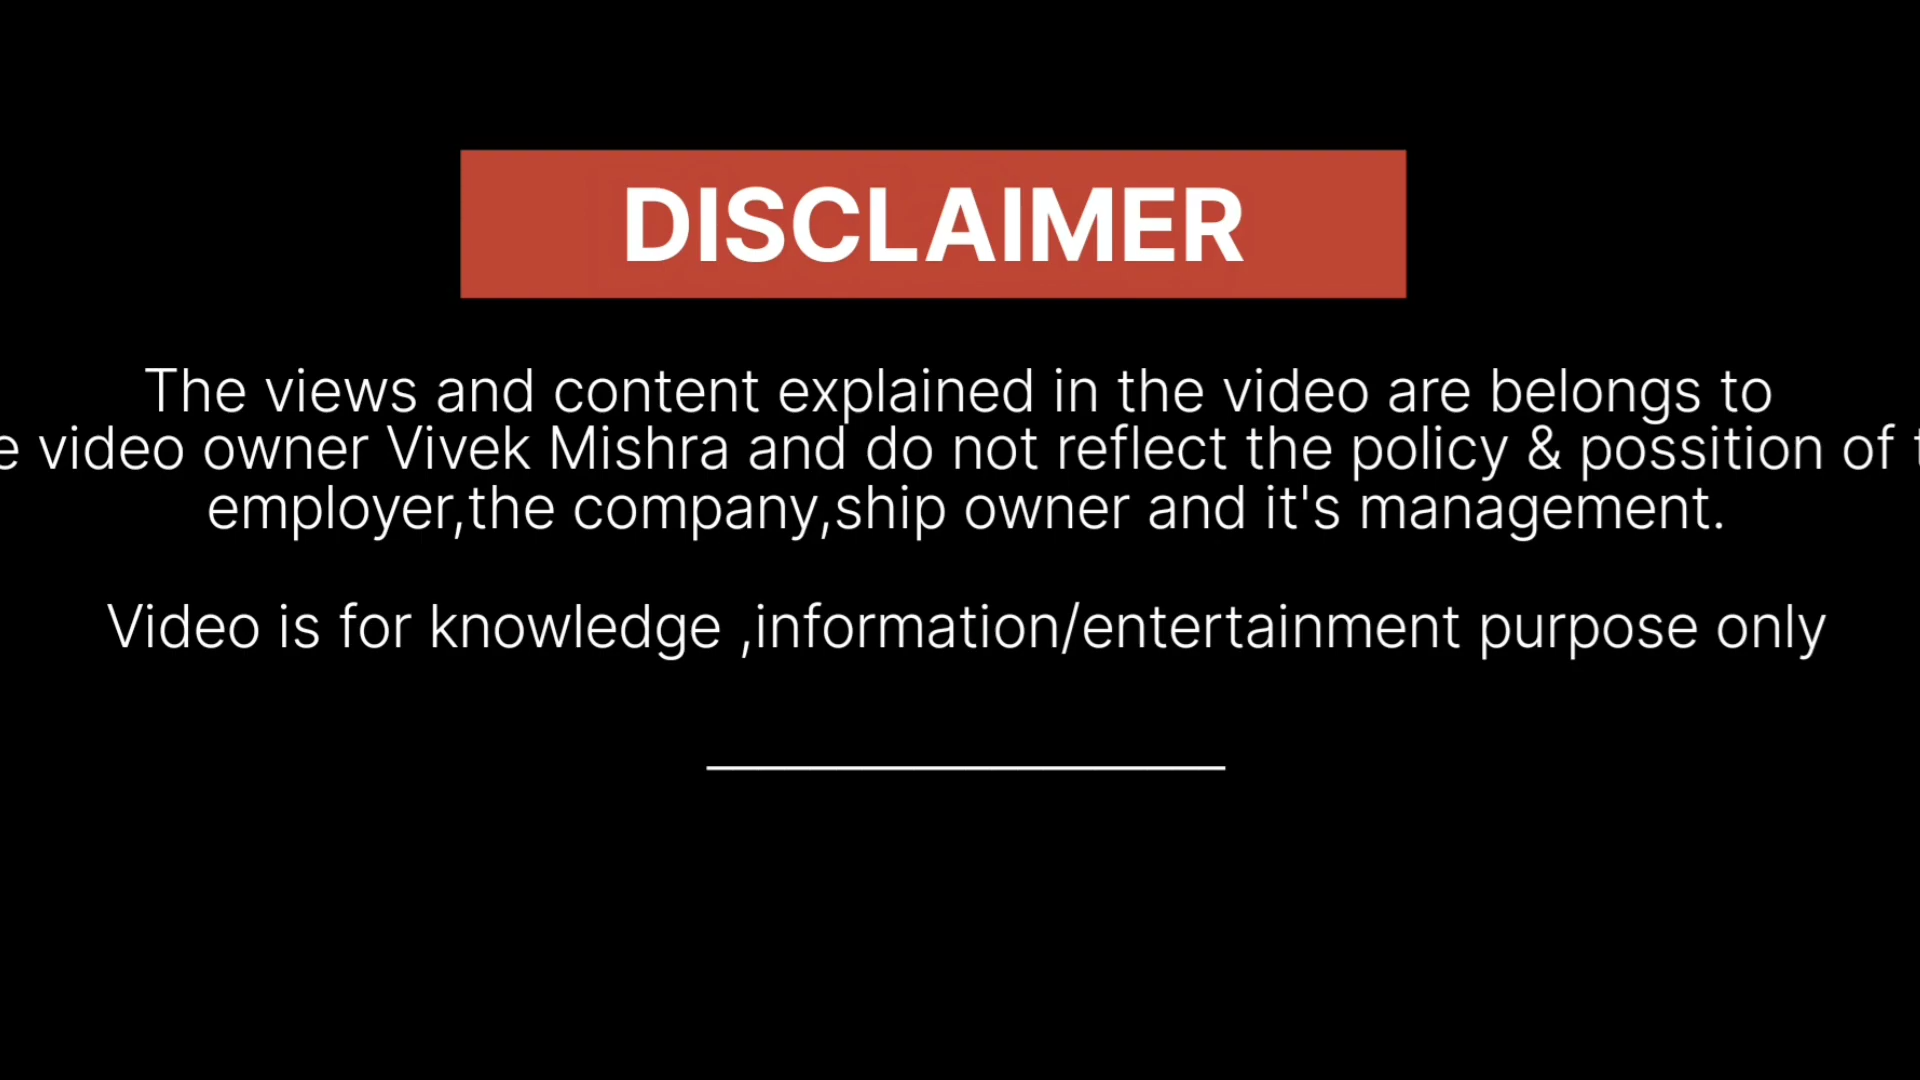 DISCLAIMER
The views and content explained in the video are belongs to
e video owner Vivek Mishra and do not reflect the policy & possition of t
employer,the company,ship owner and it's management.
Video is for knowledge ,information/entertainment purpose only